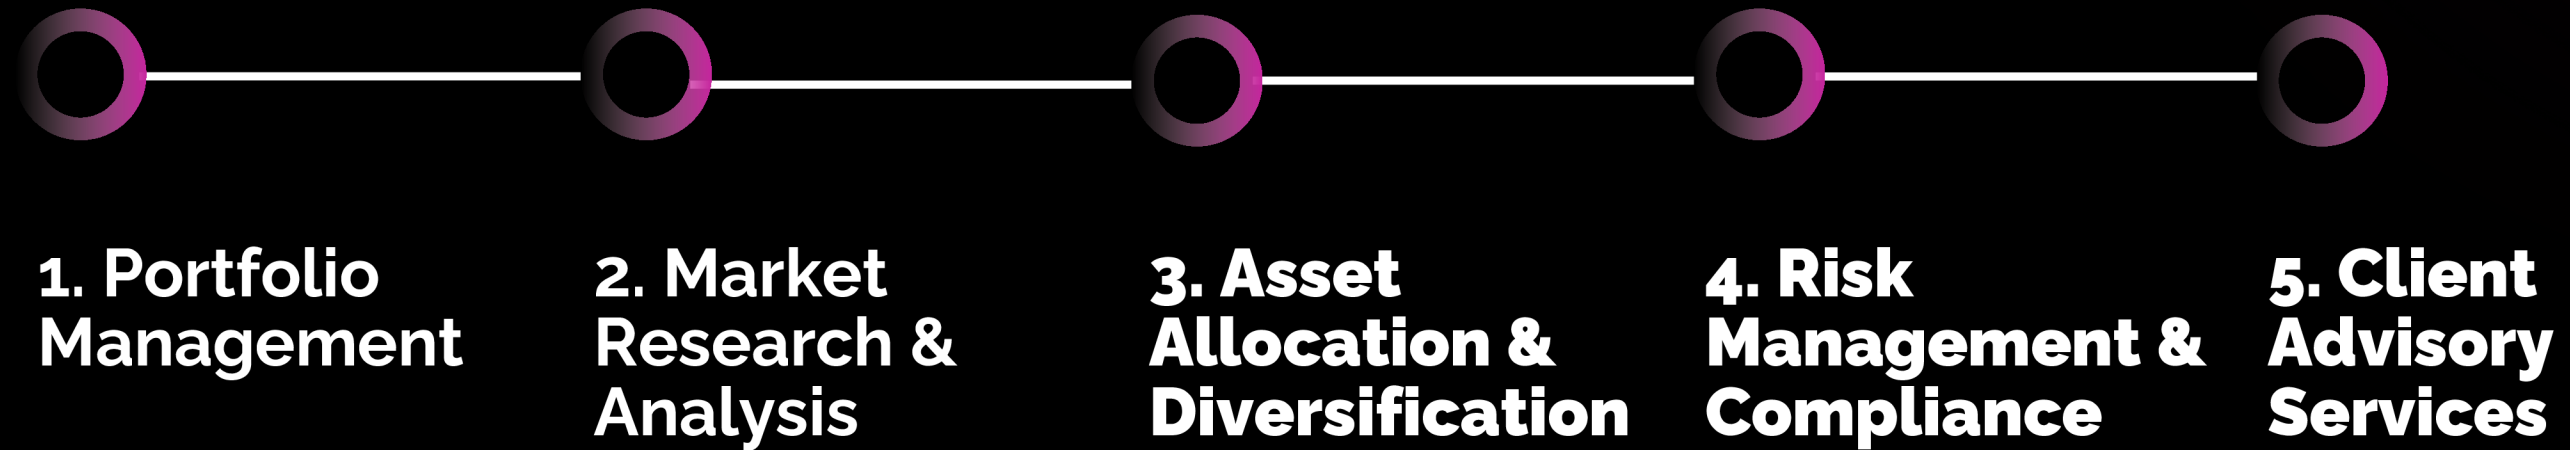 1. Portfolio
Management
2. Market
Research &
Analysis
3. Asset
Allocation &
Diversification
4. Risk
Management &
Compliance
5. Client
Advisory
Services